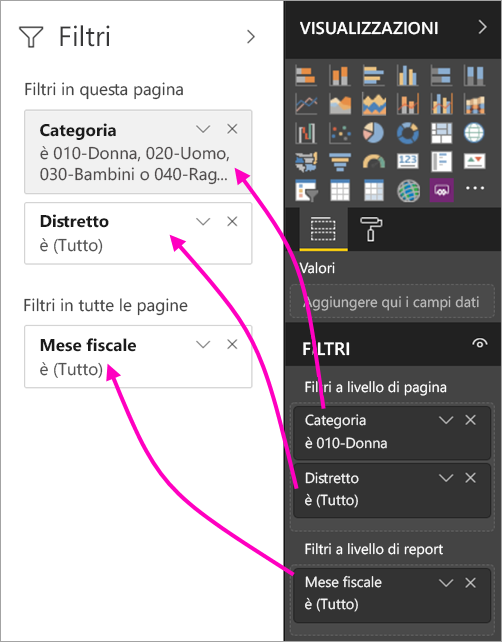 Filtri
Filtri in questa pagina
Categoria
è 010-Donna, 020-Uomo,
030-Bambini o 040-Rag...
Distretto
è (Tutto)
Filtri in tutte le pagine
Mese fiscale
è (Tutto)
VISUALIZZAZIONI
123
R
Valori
Aggiungere qui i campi dati
FILTRI
Filtri a livello di pagina
Categoria
è 010-Donna
Distretto
è (Tutto)
Filtri a livello di report
Mese fiscale
è (Tutto)